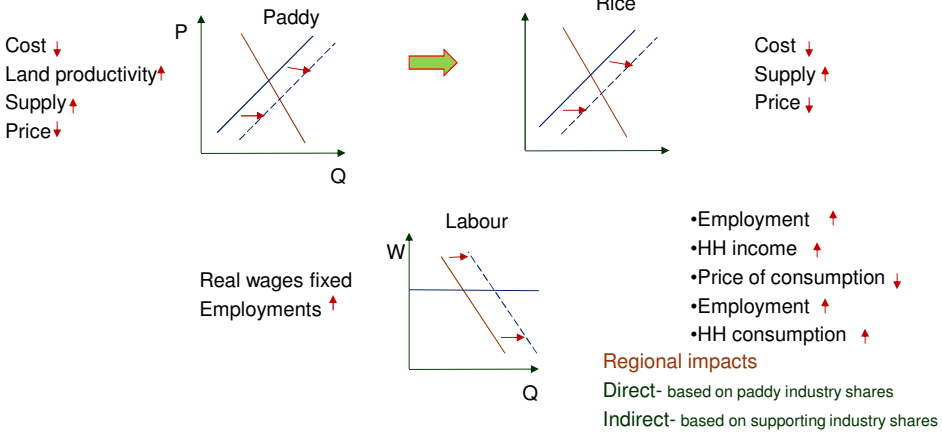 Rice
Paddy
P
Cost
Land productivity
Supply
Price
Q
Cost
Supply
Price
Labour
W
Real wages fixed
Employments
Q
•Employment
•HH income
•Price of consumption
•Employment
•HH consumption
Regional impacts
Direct- based on paddy industry shares
Indirect- based on supporting industry shares